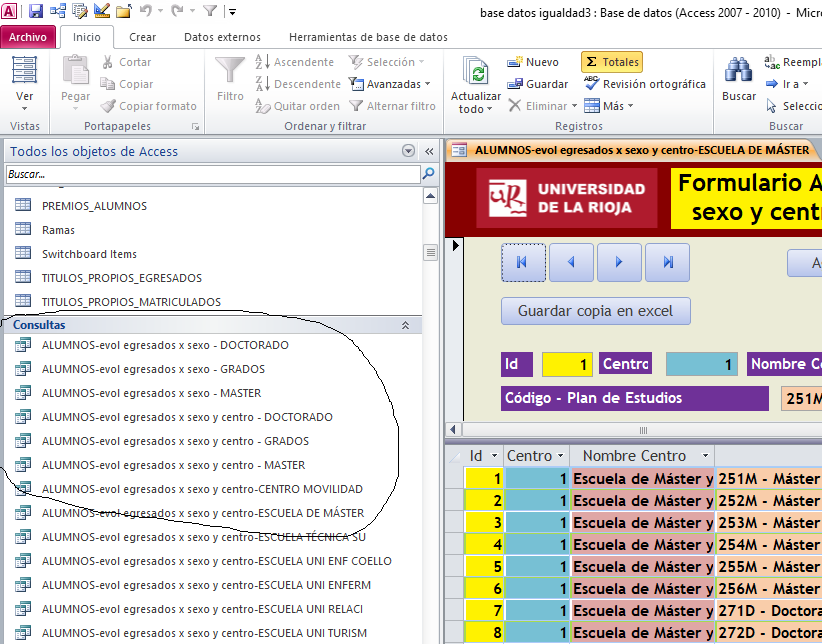 base datos igualdad3 : Base de datos (Access 2007 - 2010) - Micro
Archivo Inicio Crear Datos externos Herramientas de base de datos
Ver
Vistas
Pegar
Cortar
Copiar
Copiar formato
Portapapeles
Filtro
Ascendente
Descendente
Quitar orden
Selección
Avanzadas
Alternar filtro
Ordenar y filtrar
Actualizar
todo
Nuevo
Guardar
Eliminar
Totales
Revisión ortográfica
Más
Registros
Buscar
Reempla
Ir a
Selecci
Buscar
Todos los objetos de Access
Buscar...
PREMIOS_ALUMNOS
Ramas
Switchboard Items
TITULOS_PROPIOS_EGRESADOS
TITULOS_PROPIOS_MATRICULADOS
Consultas
ALUMNOS-evol egresados x sexo - DOCTORADO
ALUMNOS-evol egresados x sexo - GRADOS
ALUMNOS-evol egresados x sexo - MASTER
ALUMNOS-evol egresados x sexo y centro - DOCTORADO
ALUMNOS-evol egresados x sexo y centro - GRADOS
ALUMNOS-evol egresados x sexo y centro - MASTER
ALUMNOS-evol egresados x sexo y centro-CENTRO MOVILIDAD
ALUMNOS-evol egresados x sexo y centro-ESCUELA DE MÁSTER
ALUMNOS-evol egresados x sexo y centro-ESCUELA TÉCNICA SU
ALUMNOS-evol egresados x sexo y centro-ESCUELA UNI ENF COELLO
ALUMNOS-evol egresados x sexo y centro-ESCUELA UNI ENFERM
ALUMNOS-evol egresados x sexo y centro-ESCUELA UNI RELACI
ALUMNOS-evol egresados x sexo y centro-ESCUELA UNI TURISM
ALUMNOS-evol egresados x sexo y centro-ESCUELA DE MÁSTER
UNIVERSIDAD
DE LA RIOJA
Formulario A
sexo y cent
A
Guardar copia en excel
Id 1 Centro 1 Nombre Ce
Código - Plan de Estudios 251M
Id Centro Nombre Centro
1 1 Escuela de Máster y 251M - Máster
2 1 Escuela de Máster y 252M - Máster
3 1 Escuela de Máster y 253M - Máster
4 1 Escuela de Máster y 254M - Máster
5 1 Escuela de Máster y 255M - Máster
6 1 Escuela de Máster y 256M - Máster
7 1 Escuela de Máster y 271D - Doctora
8 1 Escuela de Máster y 272D - Doctora